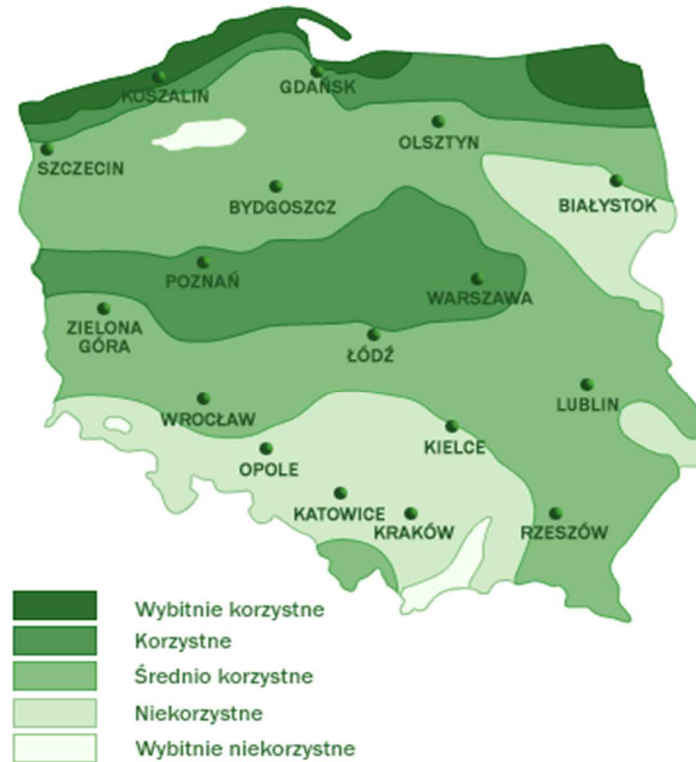 KOSZALIN
GDAŃSK
OLSZTYN
SZCZECIN
BIAŁYSTOK
BYDGOSZCZ
POZNAŃ
WARSZAWA
ZIELONA
GÓRA
ŁÓDŹ
LUBLIN
WROCŁAW
KIELCE
OPOLE
KATOWICE
KRAKÓW
RZESZÓW
Wybitnie korzystne
Korzystne
Średnio korzystne
Niekorzystne
Wybitnie niekorzystne